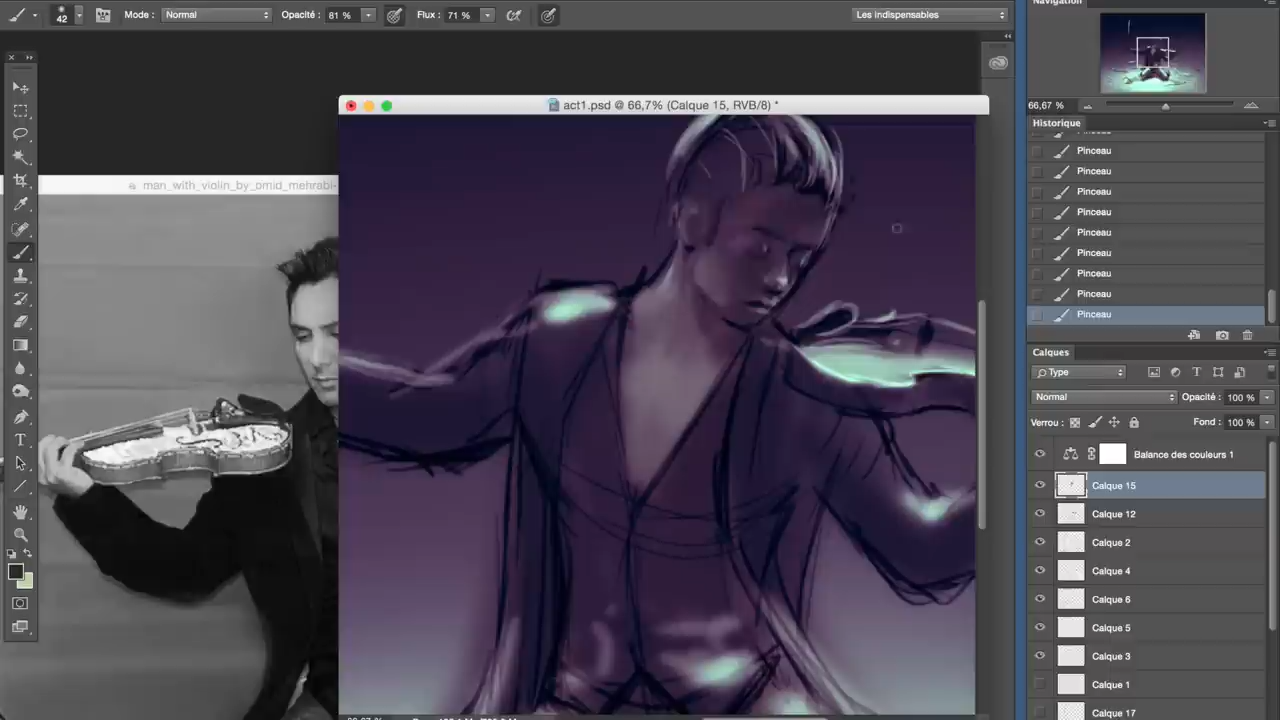 Navigation
42
Mode : Normal
Opacité : 81 %
Flux : 71 %
Les indispensables
66,67 %
act1.psd @ 66,7% (Calque 15, RVB/8) *
man_with_violin_by_omid_mehrabi-
Historique
Pinceau
Pinceau
Pinceau
Pinceau
Pinceau
Pinceau
Pinceau
Pinceau
Pinceau
Calques
Type
Normal
Opacité : 100 %
Verrou :
Fond : 100 %
Balance des couleurs 1
Calque 15
Calque 12
Calque 2
Calque 4
Calque 6
Calque 5
Calque 3
Calque 1
Calque 17